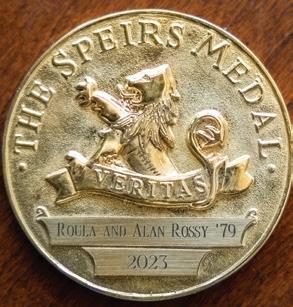 · THE SPEIRS MEDAL ·
VERITAS
ROULA AND ALAN ROSSY '79
2023